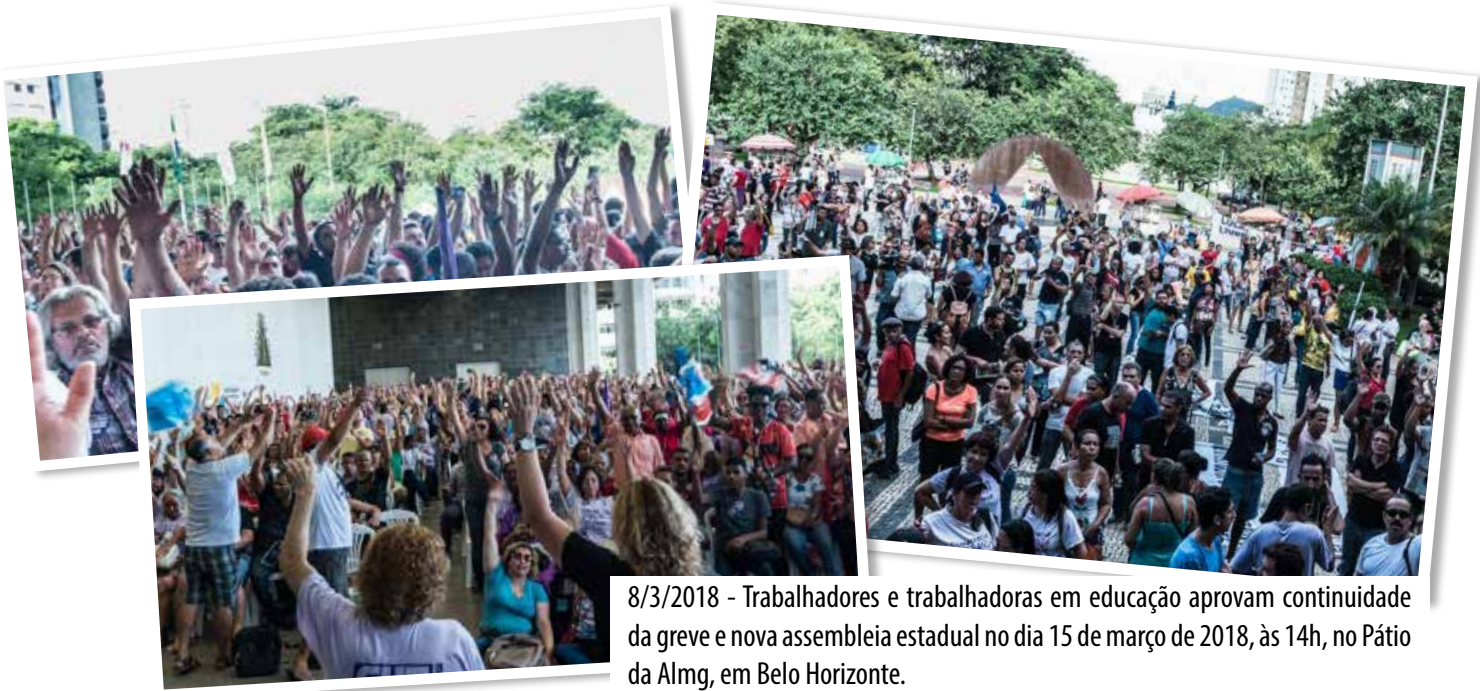 LIVRE
8/3/2018 - Trabalhadores e trabalhadoras em educação aprovam continuidade
da greve e nova assembleia estadual no dia 15 de março de 2018, às 14h, no Pátio
da Almg, em Belo Horizonte.